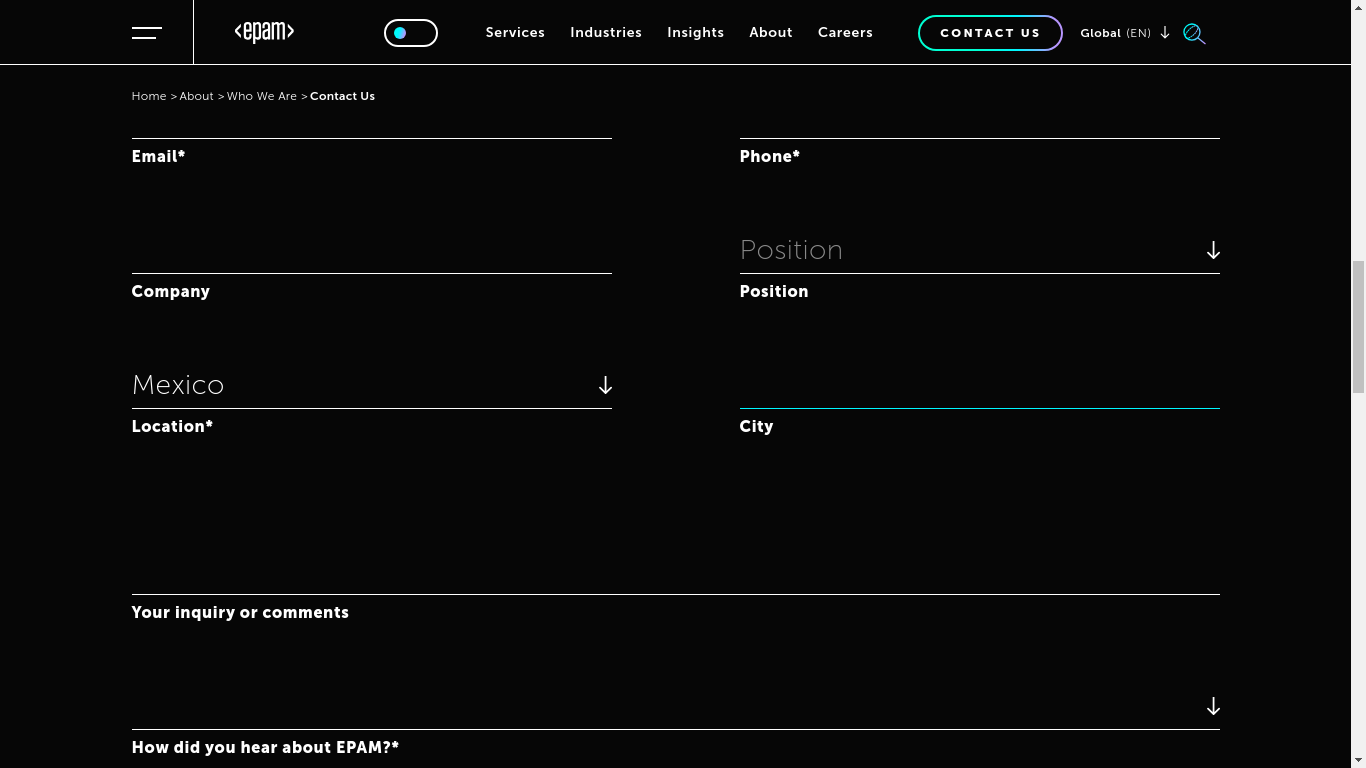 <epam>
Services Industries Insights About Careers
CONTACT US
Global (EN)
Home > About > Who We Are > Contact Us
Email* Phone*
Position
Company Position
Mexico
Location* City
Your inquiry or comments
How did you hear about EPAM?*